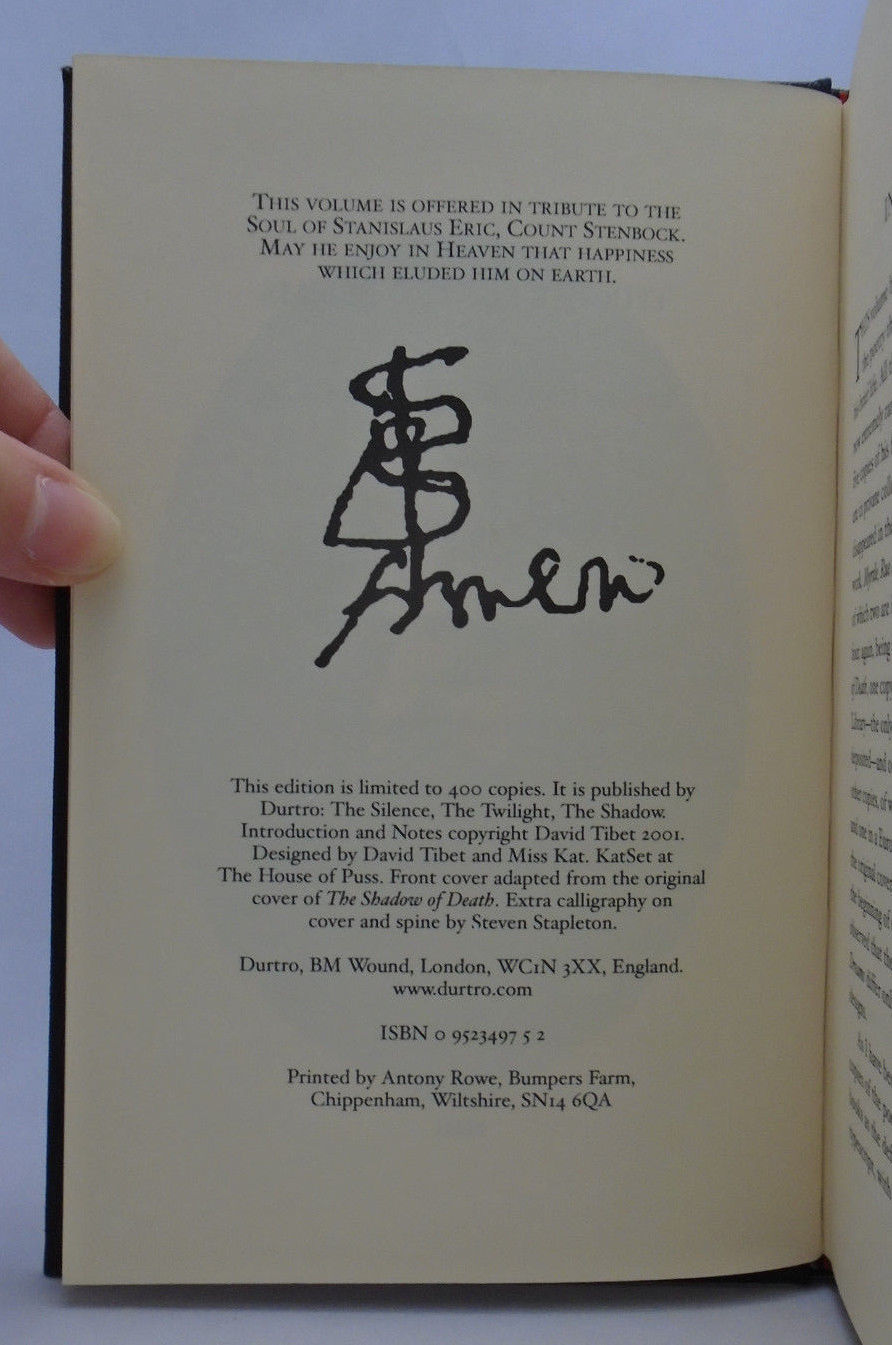 THIS VOLUME IS OFFERED IN TRIBUTE TO THE
SOUL OF STANISLAUS ERIC, COUNT STENBOCK.
MAY HE ENJOY IN HEAVEN THAT HAPPINESS
WHICH ELUDED HIM ON EARTH.
This edition is limited to 400 copies. It is published by
Durtro: The Silence, The Twilight, The Shadow.
Introduction and Notes copyright David Tibet 2001.
Designed by David Tibet and Miss Kat. KatSet at
The House of Puss. Front cover adapted from the original
cover of The Shadow of Death. Extra calligraphy on
cover and spine by Steven Stapleton.
Durtro, BM Wound, London, WC1N 3XX, England.
www.durtro.com
ISBN 0 9523497 5 2
Printed by Antony Rowe, Bumpers Farm,
Chippenham, Wiltshire, SN14 6QA